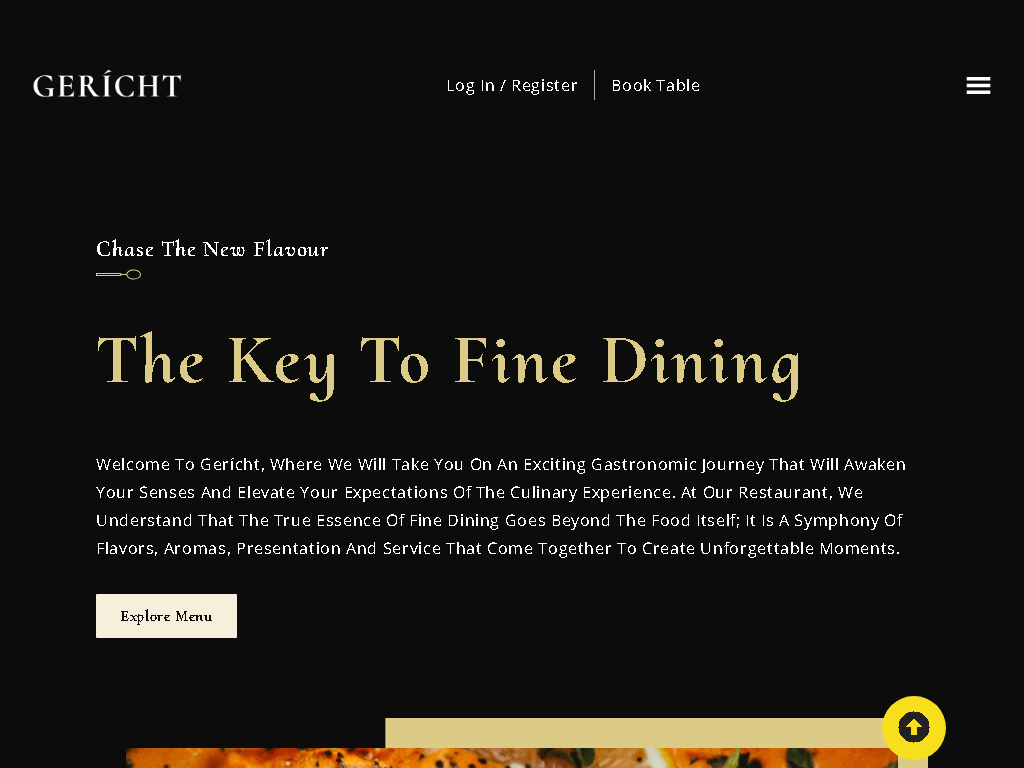 GERÍCHT
Log In / Register
Book Table
Chase The New Flavour
The Key To Fine Dining
Welcome To Gerícht, Where We Will Take You On An Exciting Gastronomic Journey That Will Awaken
Your Senses And Elevate Your Expectations Of The Culinary Experience. At Our Restaurant, We
Understand That The True Essence Of Fine Dining Goes Beyond The Food Itself; It Is A Symphony Of
Flavors, Aromas, Presentation And Service That Come Together To Create Unforgettable Moments.
Explore Menu